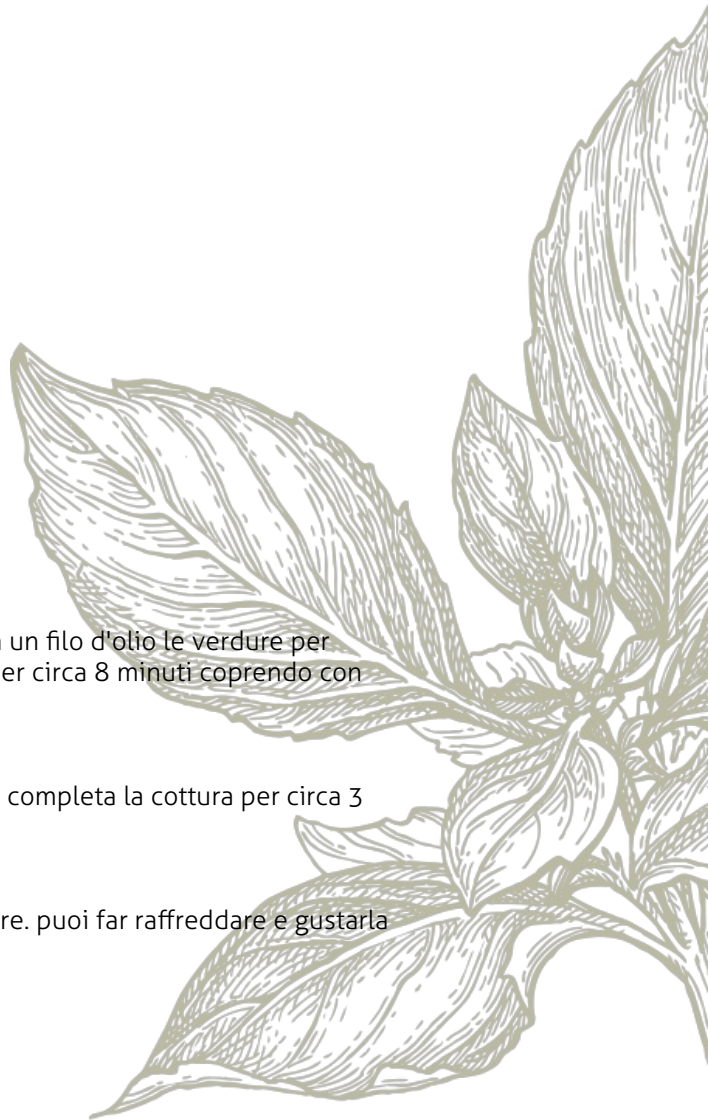 un filo d'olio le verdure per
er circa 8 minuti coprendo con
completa la cottura per circa 3
re. puoi far raffreddare e gustarla